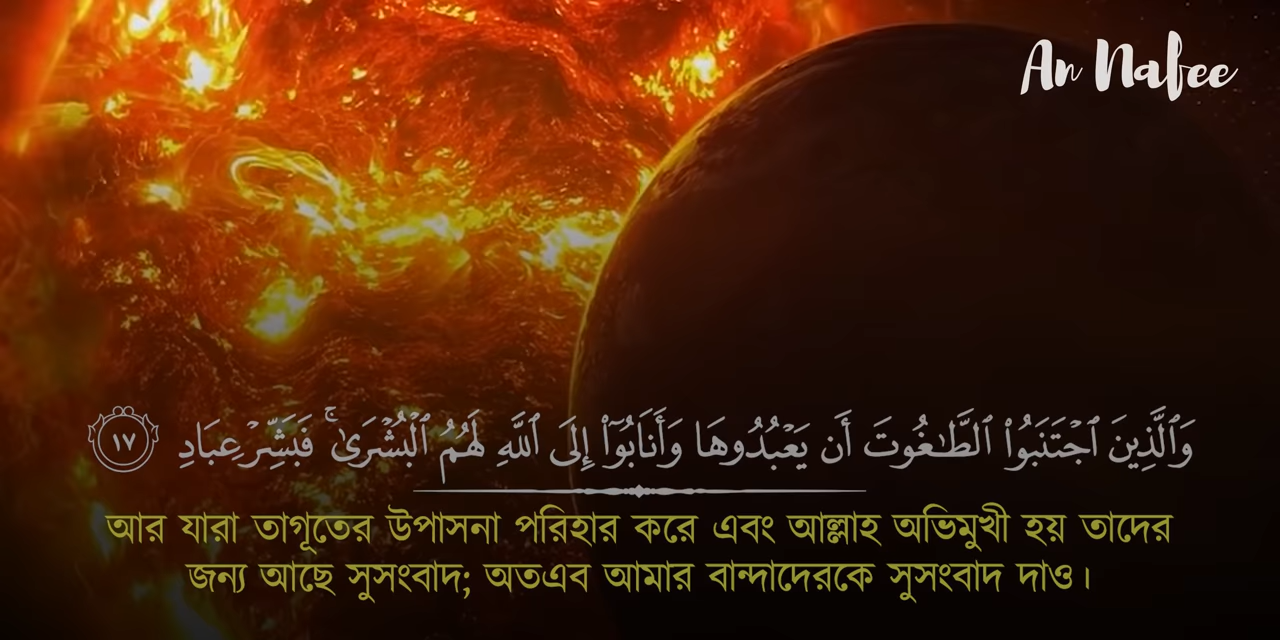 An Nafee
وَٱلَّذِينَ ٱجْتَنَبُوا۟ ٱلطَّـٰغُوتَ أَن يَعْبُدُوهَا وَأَنَابُوٓا۟ إِلَى ٱللَّهِ لَهُمُ ٱلْبُشْرَىٰ ۚ فَبَشِّرْ عِبَادِ ١٧
আর যারা তাগূতের উপাসনা পরিহার করে এবং আল্লাহ অভিমুখী হয় তাদের
জন্য আছে সুসংবাদ; অতএব আমার বান্দাদেরকে সুসংবাদ দাও।